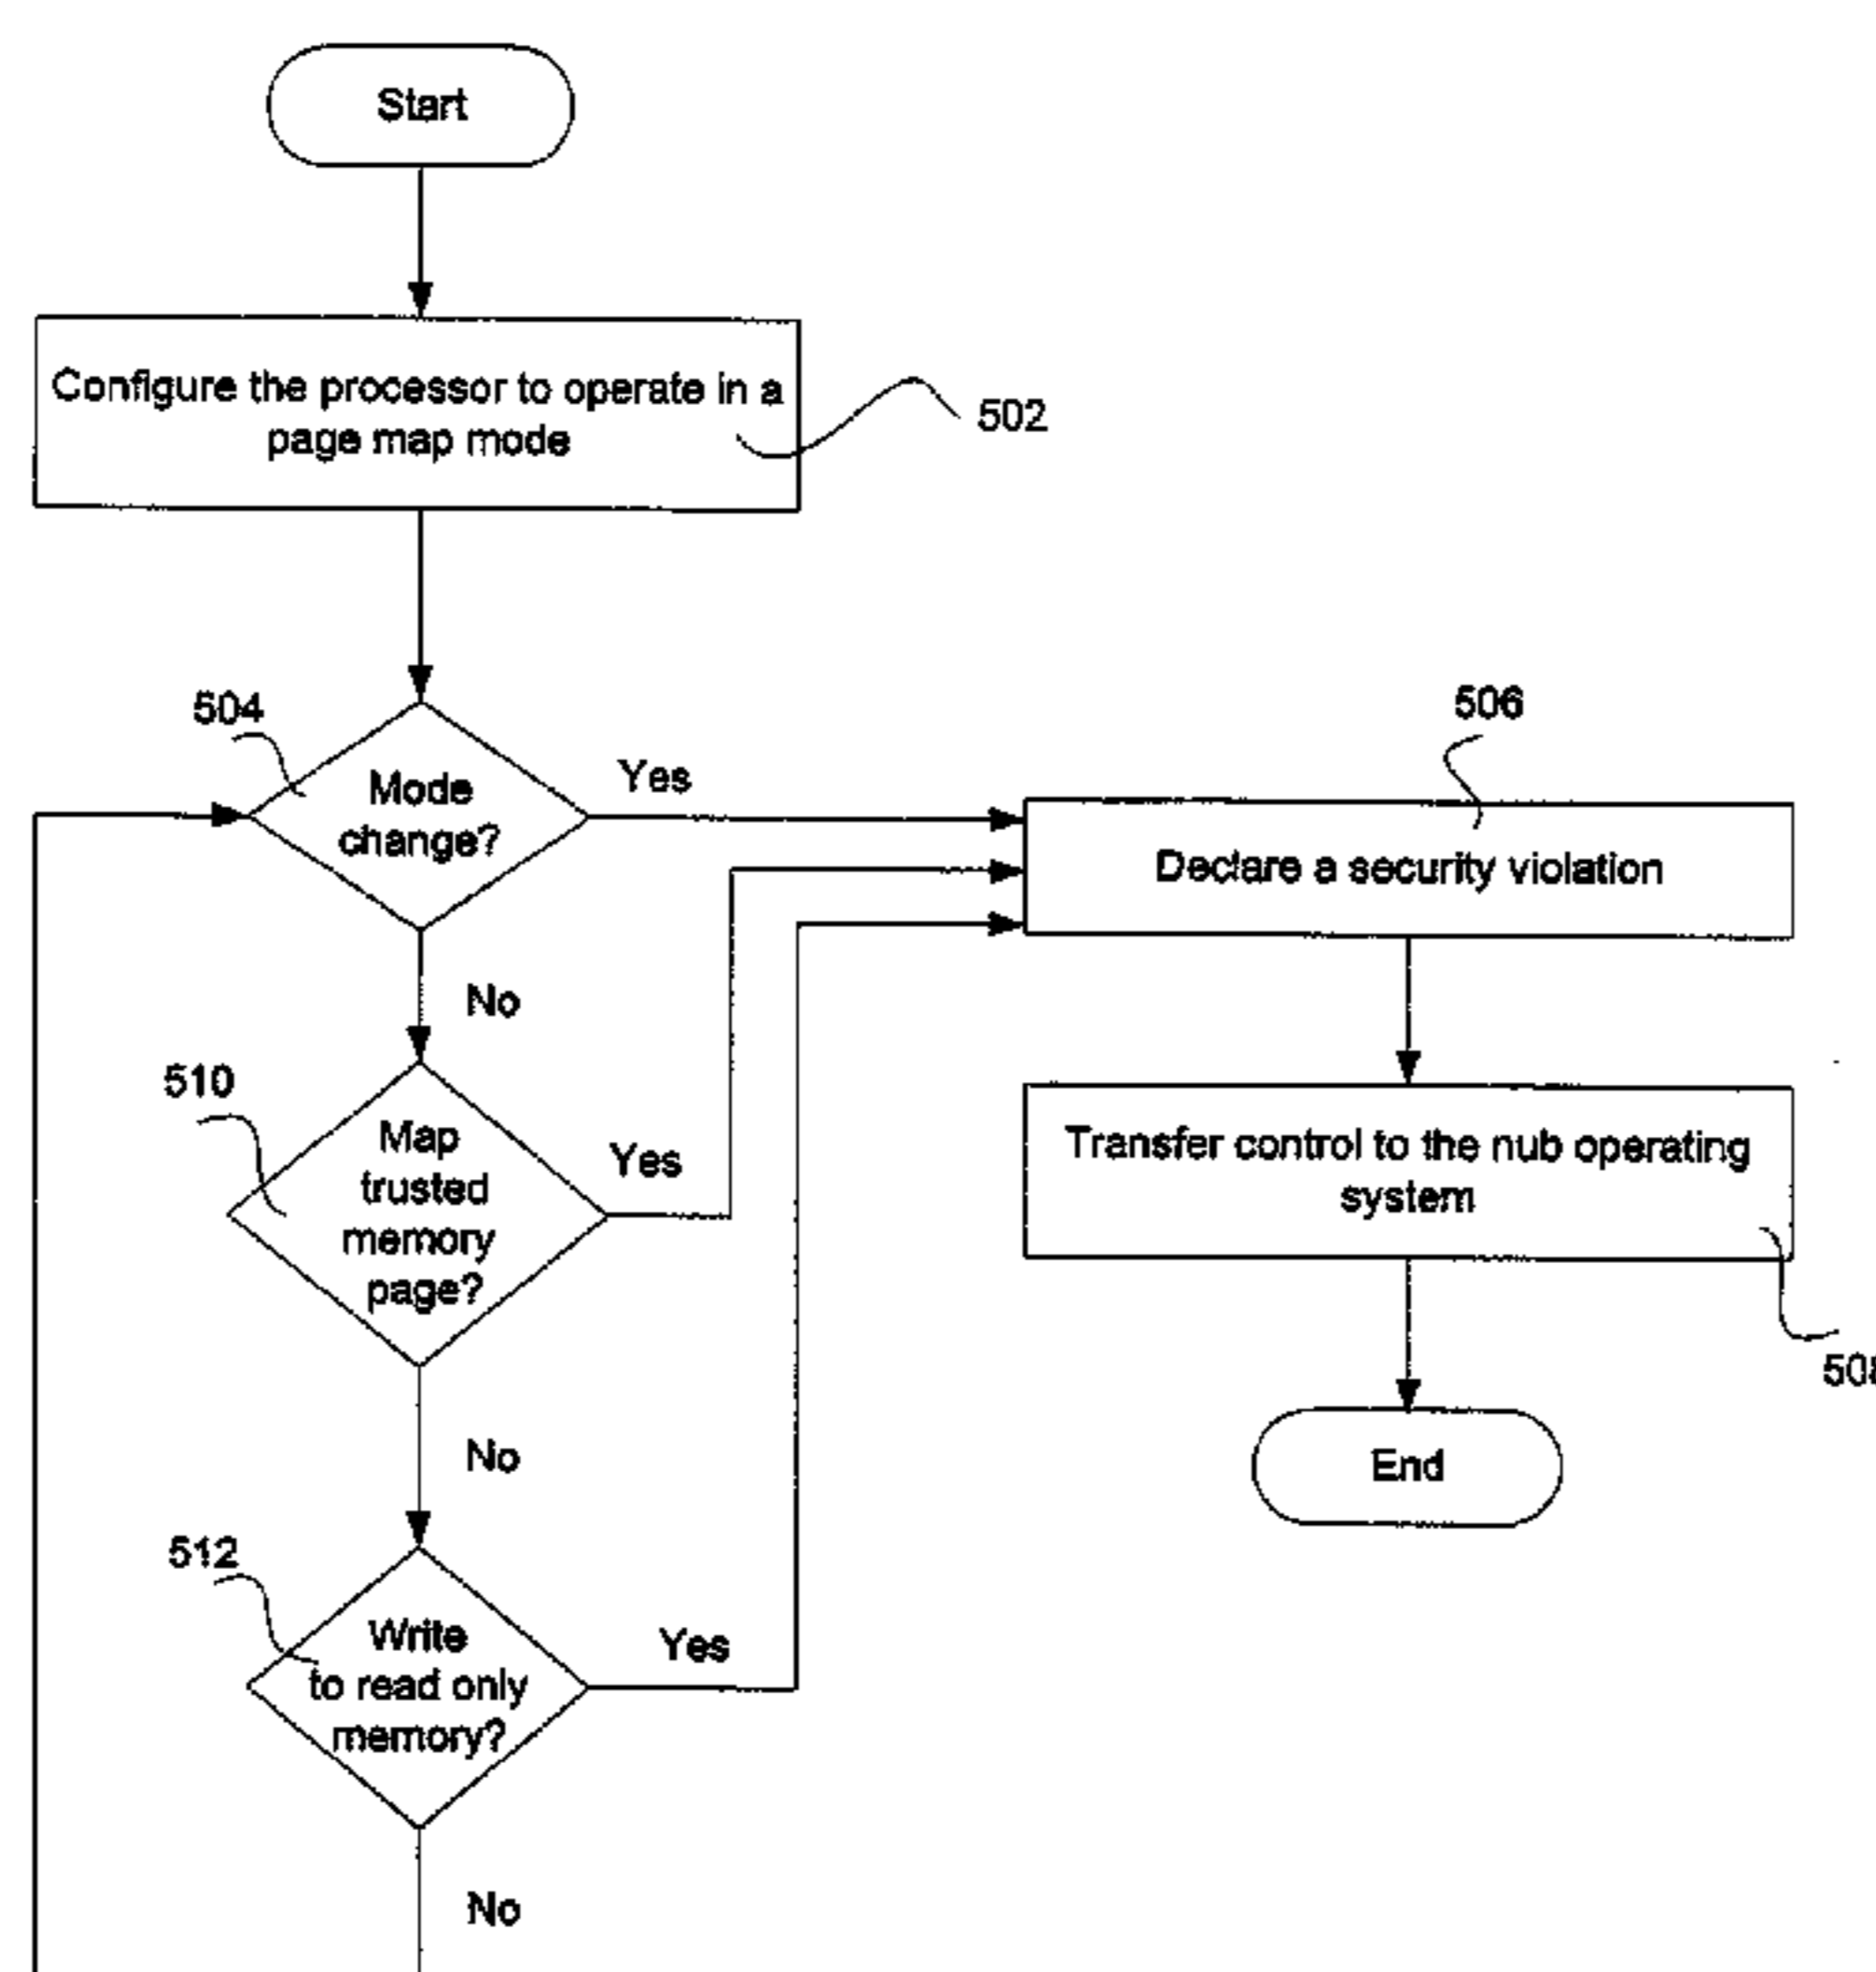 Start
Configure the processor to operate in a
page map mode
502
504
Mode
change?
Yes
No
506
Declare a security violation
510
Map
trusted
memory
page?
Yes
No
Transfer control to the nub operating
system
End
512
Write
to read only
memory?
Yes
No